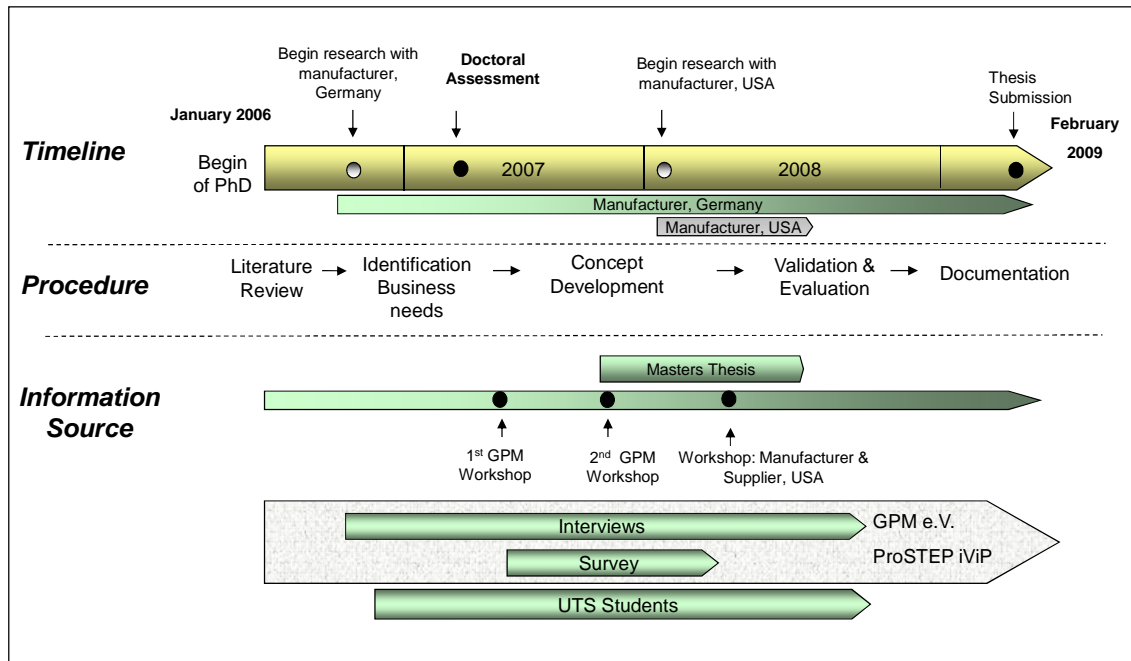 Begin research with
manufacturer,
Germany
Doctoral
Assessment
Begin research with
manufacturer, USA
Thesis
Submission
January 2006
February
2009
Timeline
Begin
of PhD
2007
2008
Manufacturer, Germany
Manufacturer, USA
Procedure
Literature
Review
Identification
Business
needs
Concept
Development
Validation &
Evaluation
Documentation
Information
Source
Masters Thesis
1st GPM
Workshop
2nd GPM
Workshop
Workshop: Manufacturer &
Supplier, USA
Interviews
GPM e.V.
Survey
ProSTEP iViP
UTS Students